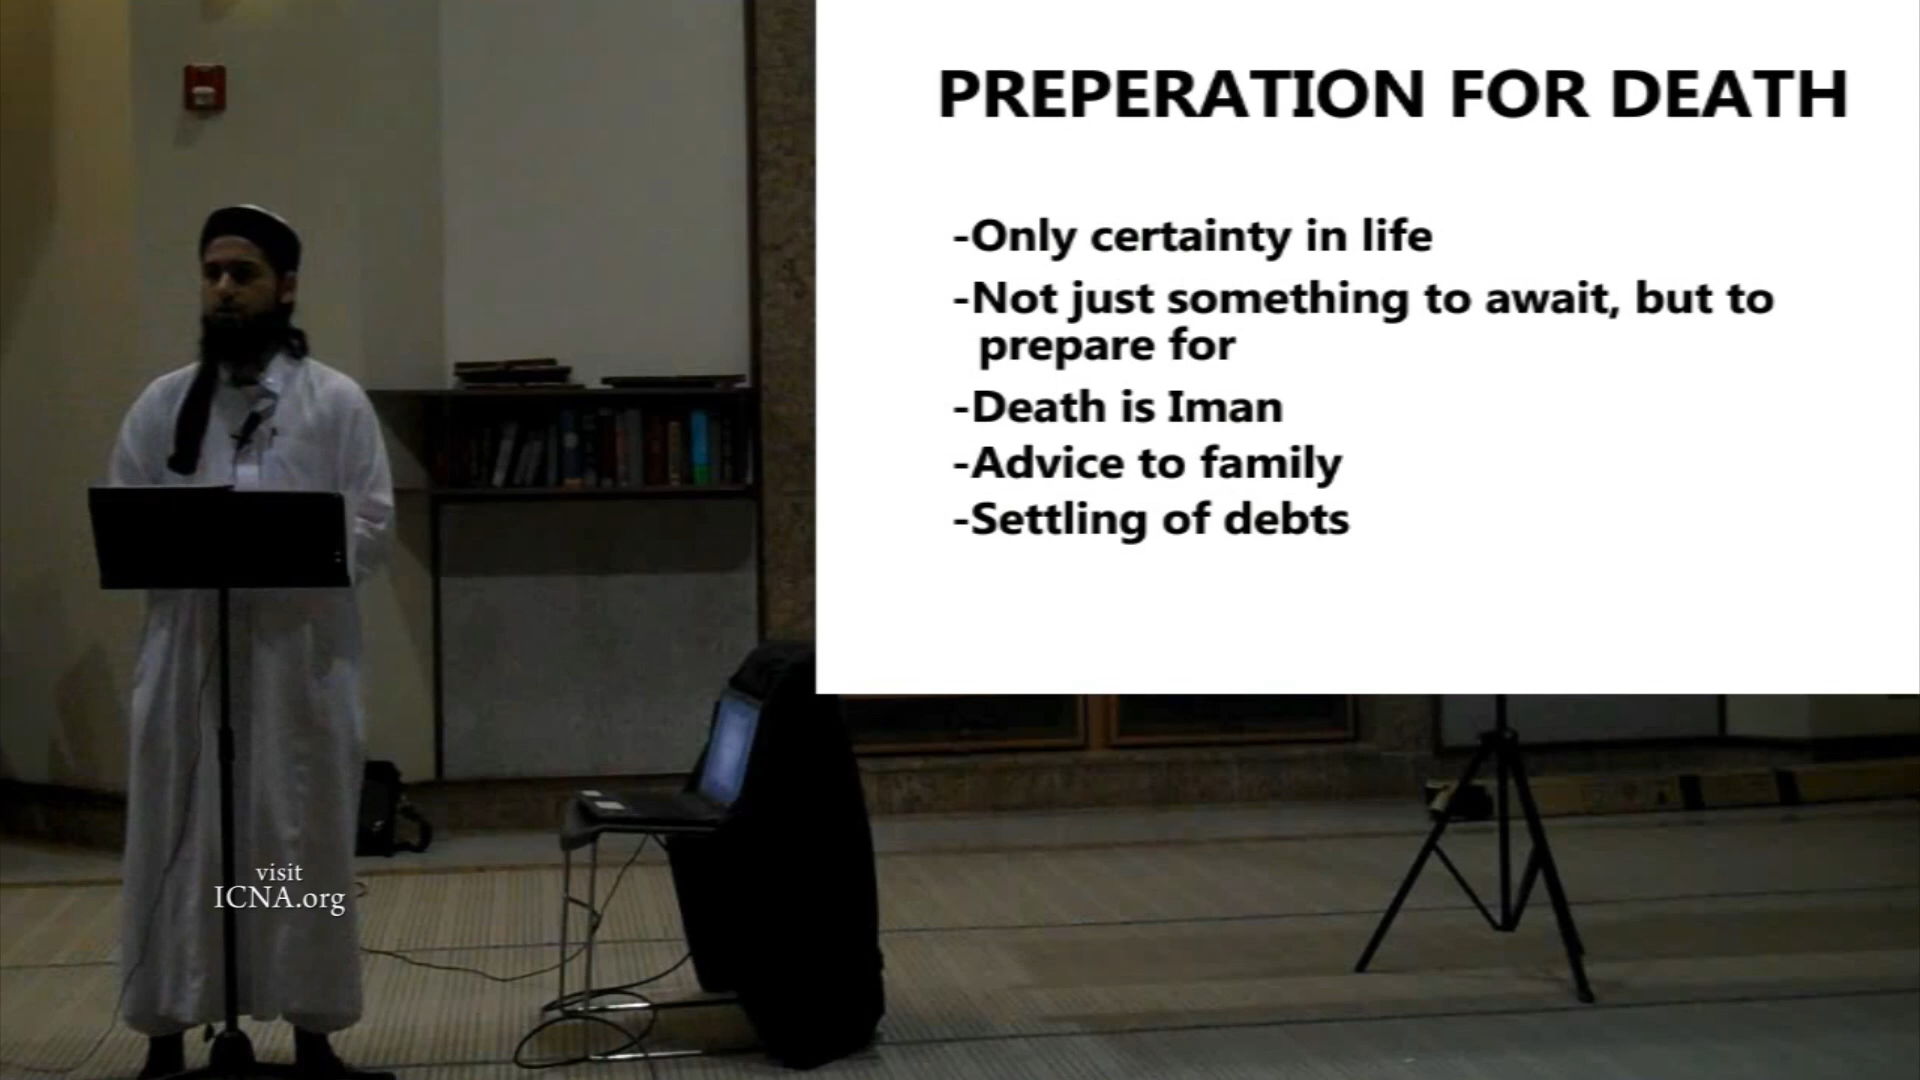 PREPERATION FOR DEATH
-Only certainty in life
-Not just something to await, but to
prepare for
-Death is Iman
-Advice to family
-Settling of debts
visit
ICNA.org